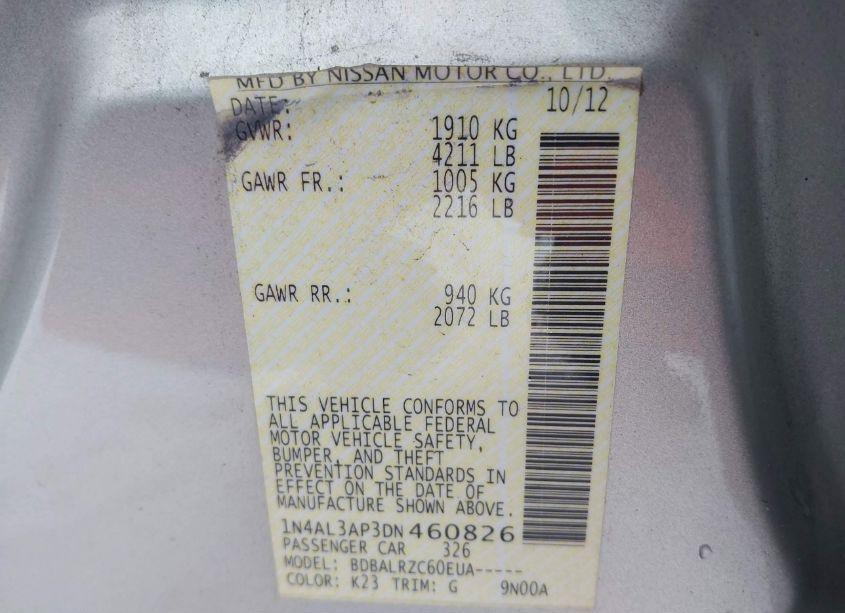 MFD BY NISSAN MOTOR CO., LTD.
DATE: 10/12
GVWR: 1910 KG
4211 LB
GAWR FR.: 1005 KG
2216 LB
GAWR RR.: 940 KG
2072 LB
THIS VEHICLE CONFORMS TO
ALL APPLICABLE FEDERAL
MOTOR VEHICLE SAFETY,
BUMPER, AND THEFT
PREVENTION STANDARDS IN
EFFECT ON THE DATE OF
MANUFACTURE SHOWN ABOVE.
1N4AL3AP3DN460826
PASSENGER CAR 326
MODEL: BDBALRZC60EUA-----
COLOR: K23 TRIM: G 9N00A